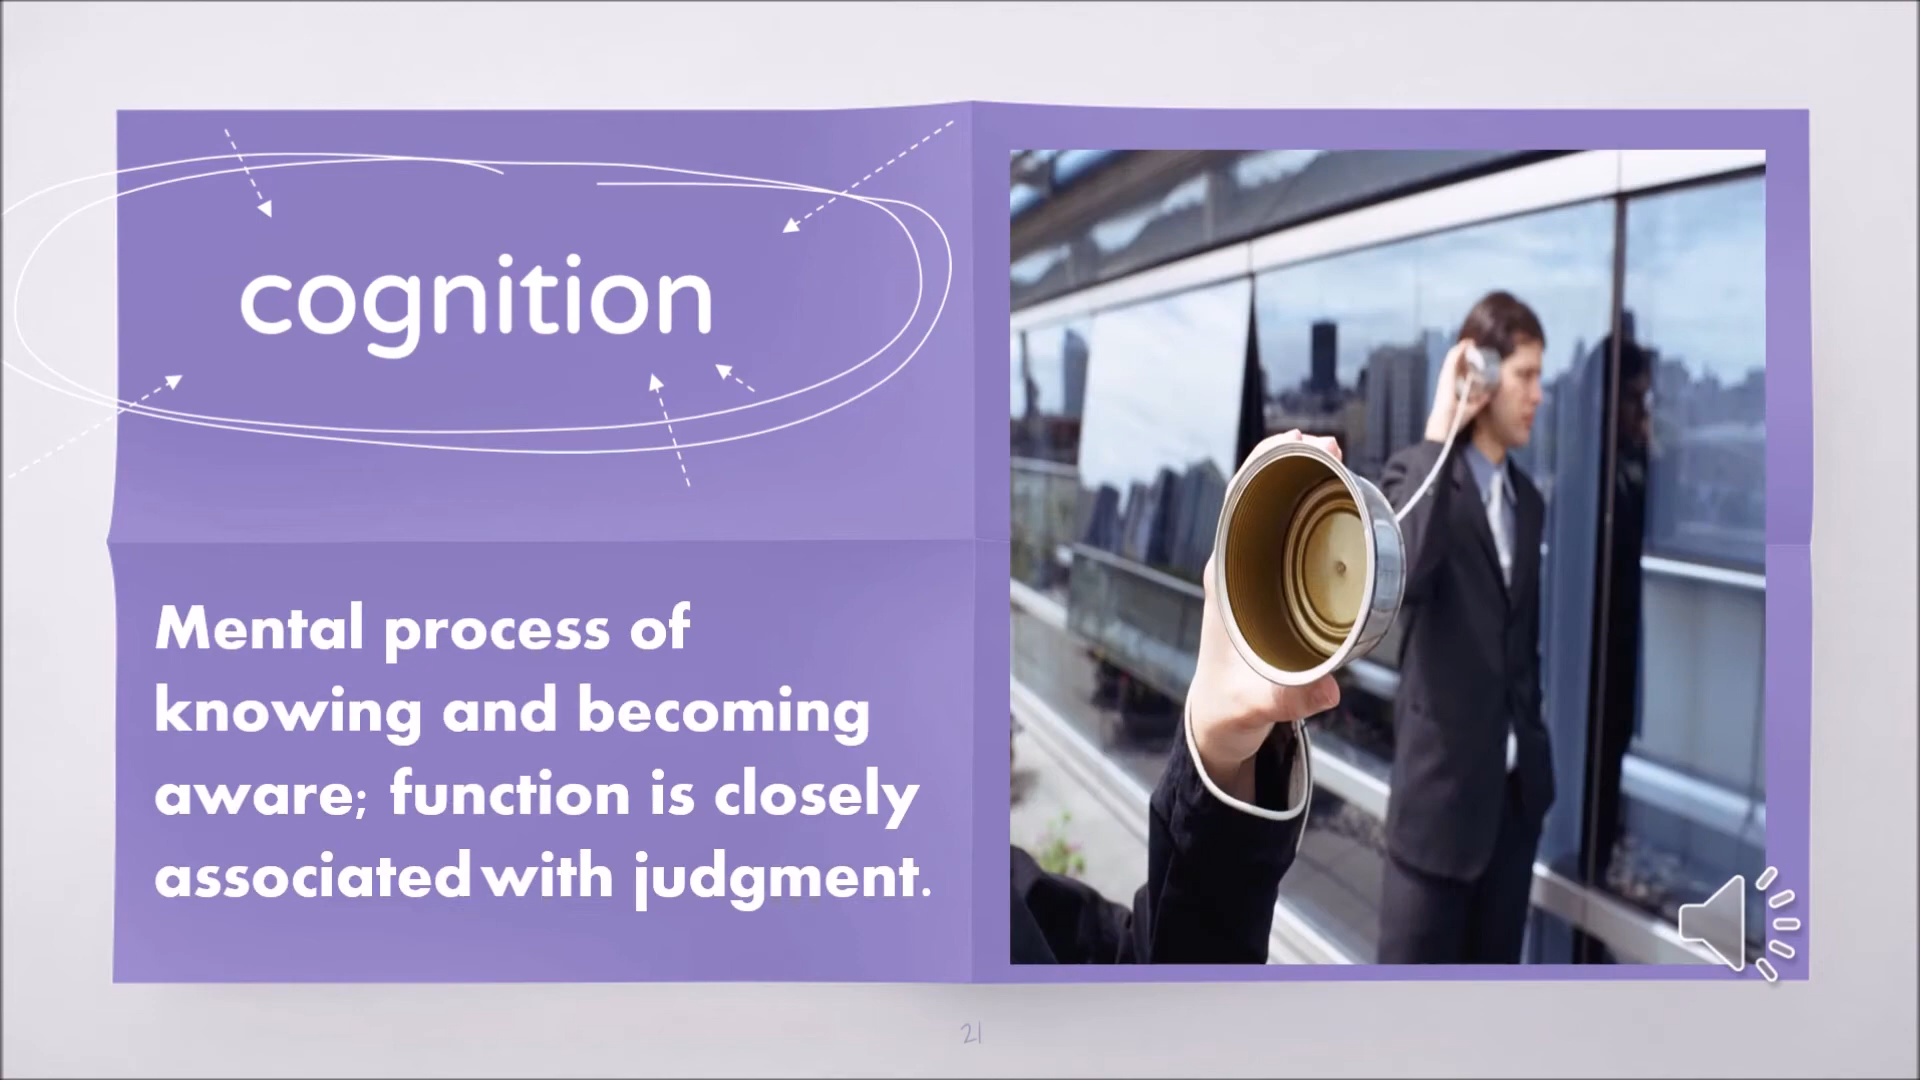 cognition
Mental process of
knowing and becoming
aware; function is closely
associated with judgment.
21